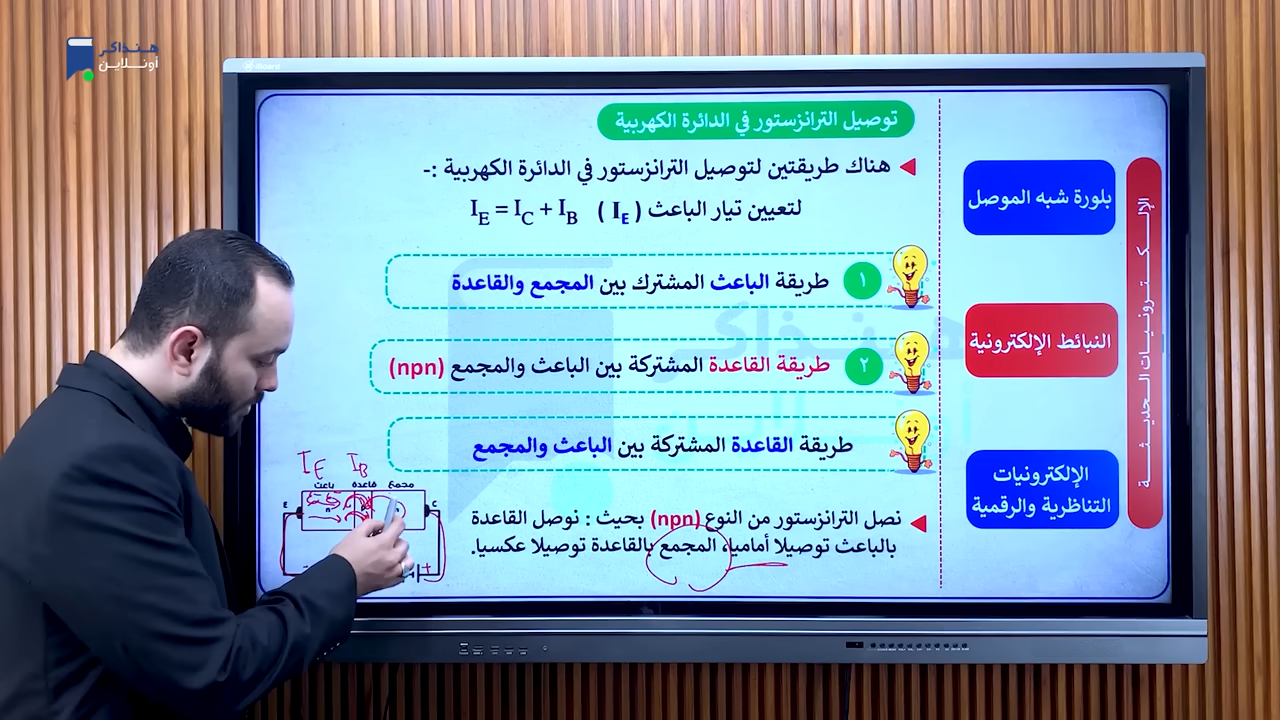 هنذاكر
أونلاين
iBoard
توصيل الترانزستور في الدائرة الكهربية
هناك طريقتين لتوصيل الترانزستور في الدائرة الكهربية :-
لتعيين تيار الباعث ( IE ) IE = IC + IB
١ طريقة الباعث المشترك بين المجمع والقاعدة
٢ طريقة القاعدة المشتركة بين الباعث والمجمع (npn)
طريقة القاعدة المشتركة بين الباعث والمجمع
نصل الترانزستور من النوع (npn) بحيث : نوصل القاعدة
بالباعث توصيلا أماميا، المجمع بالقاعدة توصيلا عكسيا.
IE IB
مجمع قاعدة باعث
E n C
- +
بلورة شبه الموصل
النبائط الإلكترونية
الإلكترونيات
التناظرية والرقمية
الإلكترونيات الحديثة
هنذاكر